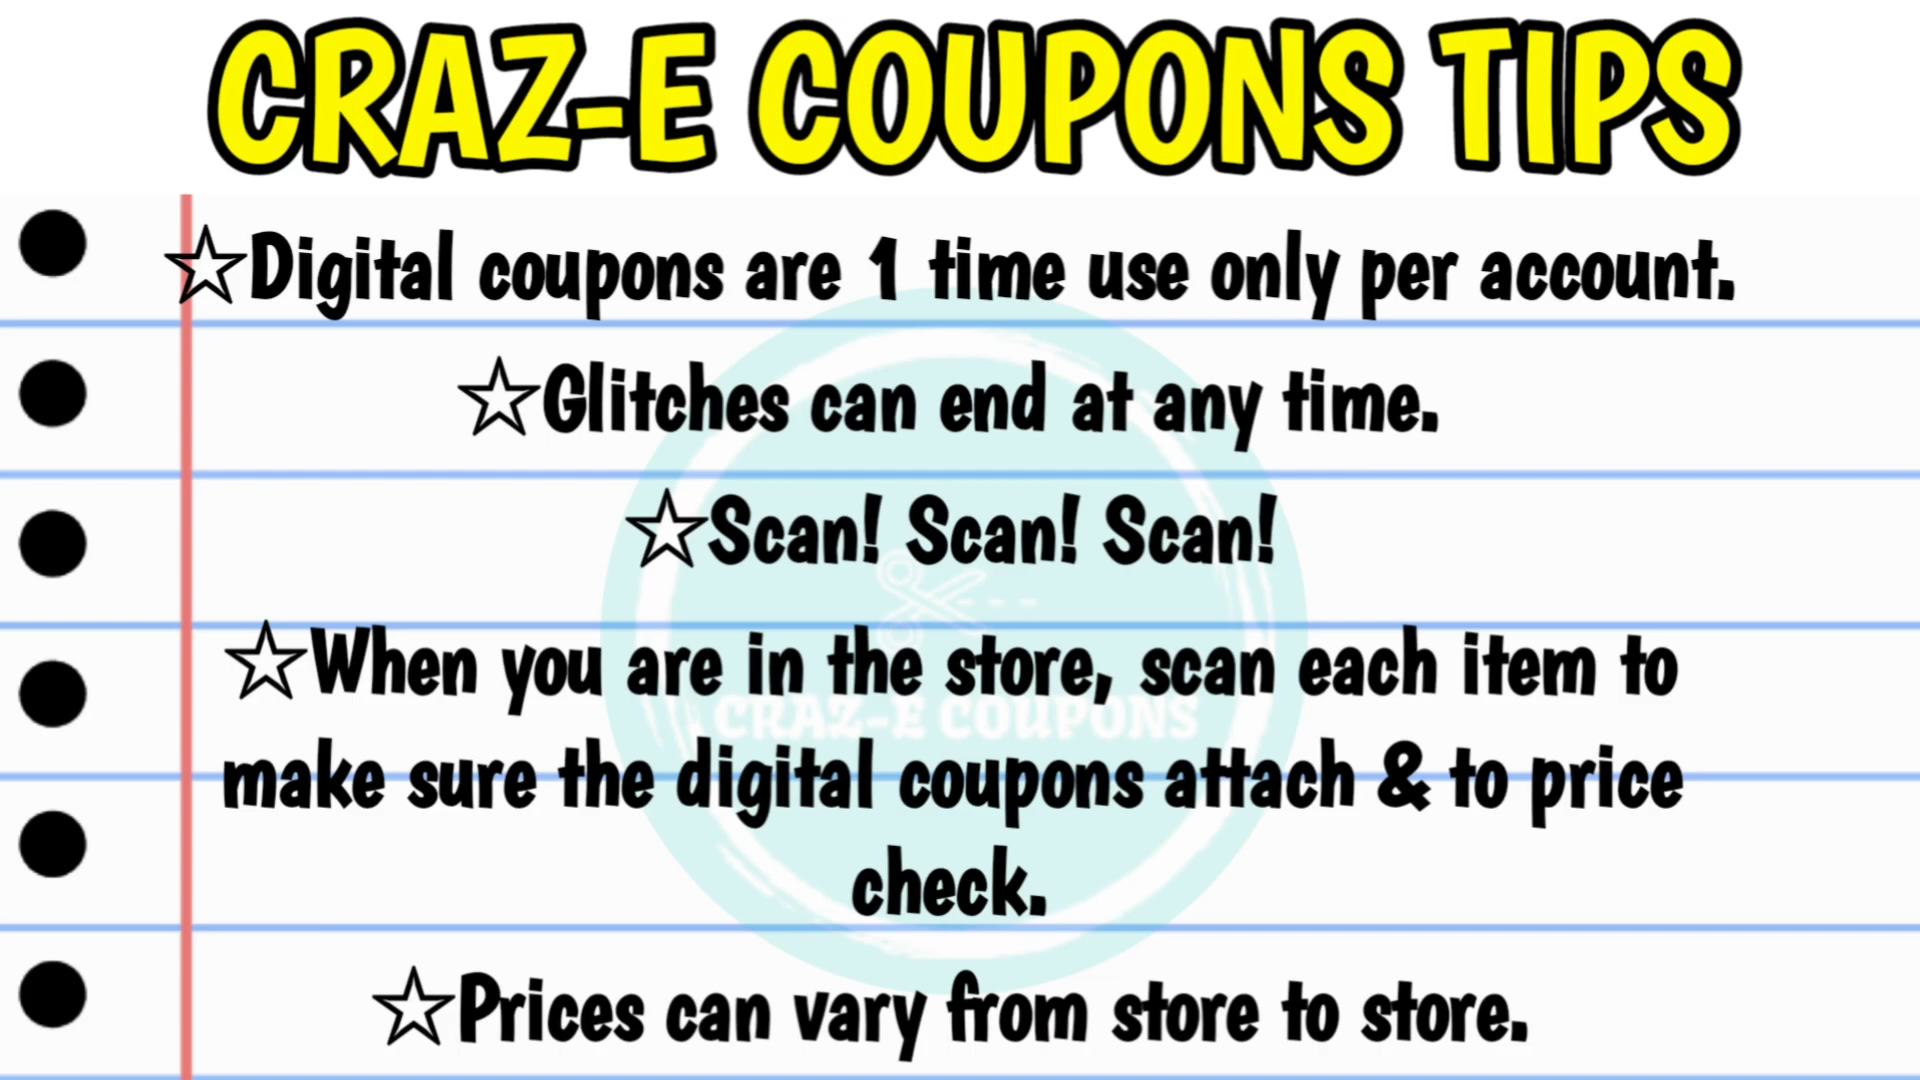 CRAZ-E COUPONS TIPS
☆Digital coupons are 1 time use only per account.
☆Glitches can end at any time.
☆Scan! Scan! Scan!
☆When you are in the store, scan each item to
CRAZ-E COUPONS
make sure the digital coupons attach & to price
check.
☆Prices can vary from store to store.